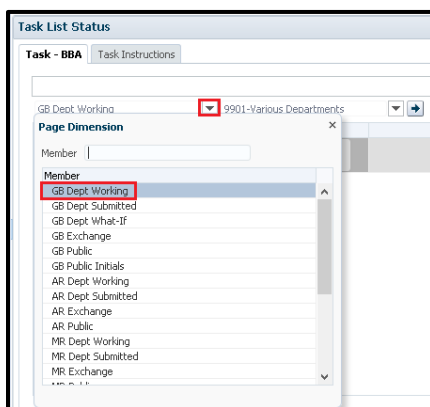 Task List Status
Task - BBA Task Instructions
GB Dept Working 9901-Various Departments
Page Dimension ×
Member
Member
GB Dept Working
GB Dept Submitted
GB Dept What-If
GB Exchange
GB Public
GB Public Initials
AR Dept Working
AR Dept Submitted
AR Exchange
AR Public
MR Dept Working
MR Dept Submitted
MR Exchange